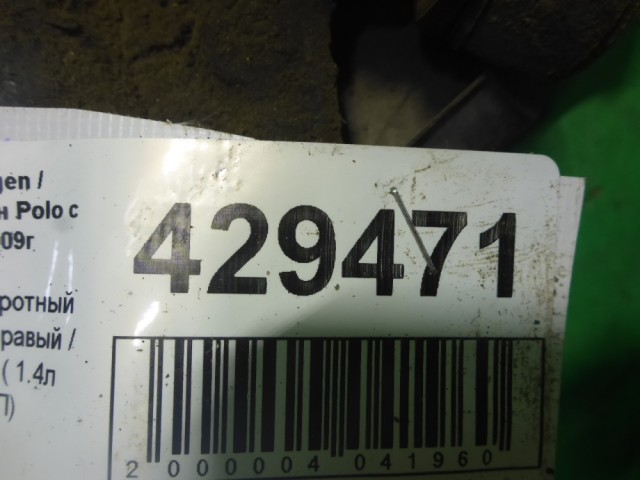 gen /
н Polo с
09г
429471
ротный
равый /
( 1.4л
П)
2 000004 041960